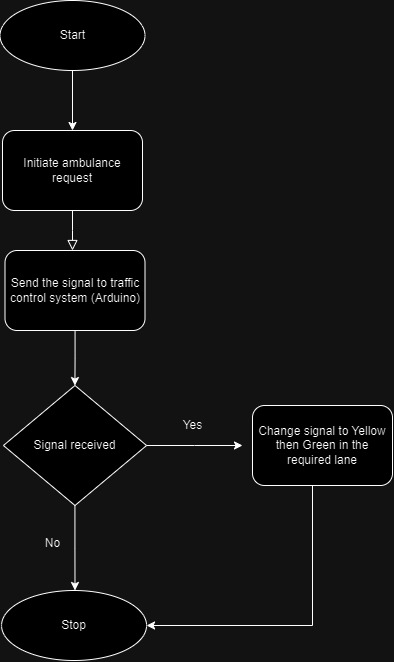 Start
Initiate ambulance
request
Send the signal to traffic
control system (Arduino)
Signal received
Yes
Change signal to Yellow
then Green in the
required lane
No
Stop